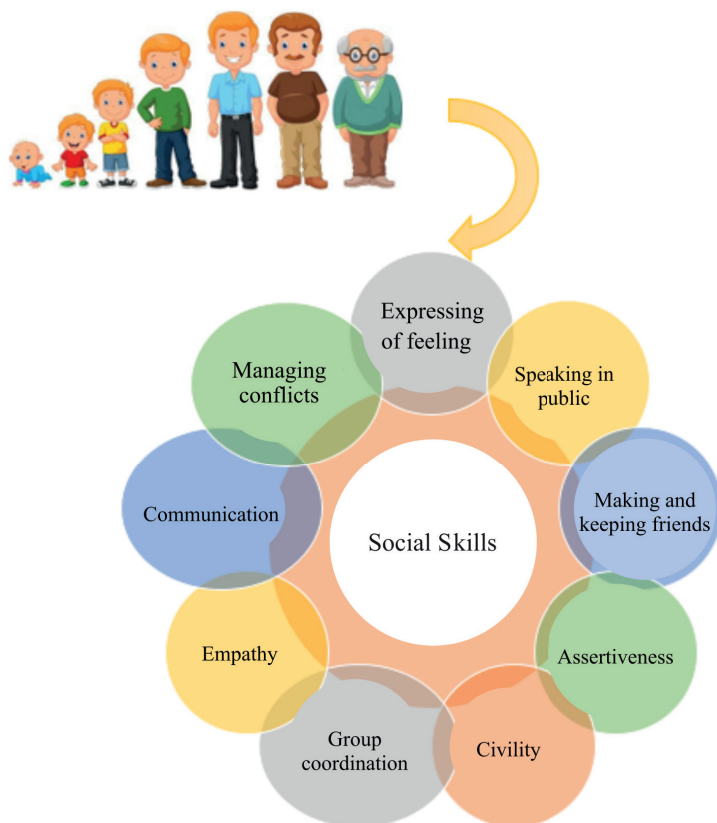 Expressing
of feeling
Speaking in
public
Making and
keeping friends
Assertiveness
Civility
Group
coordination
Empathy
Communication
Managing
conflicts
Social Skills